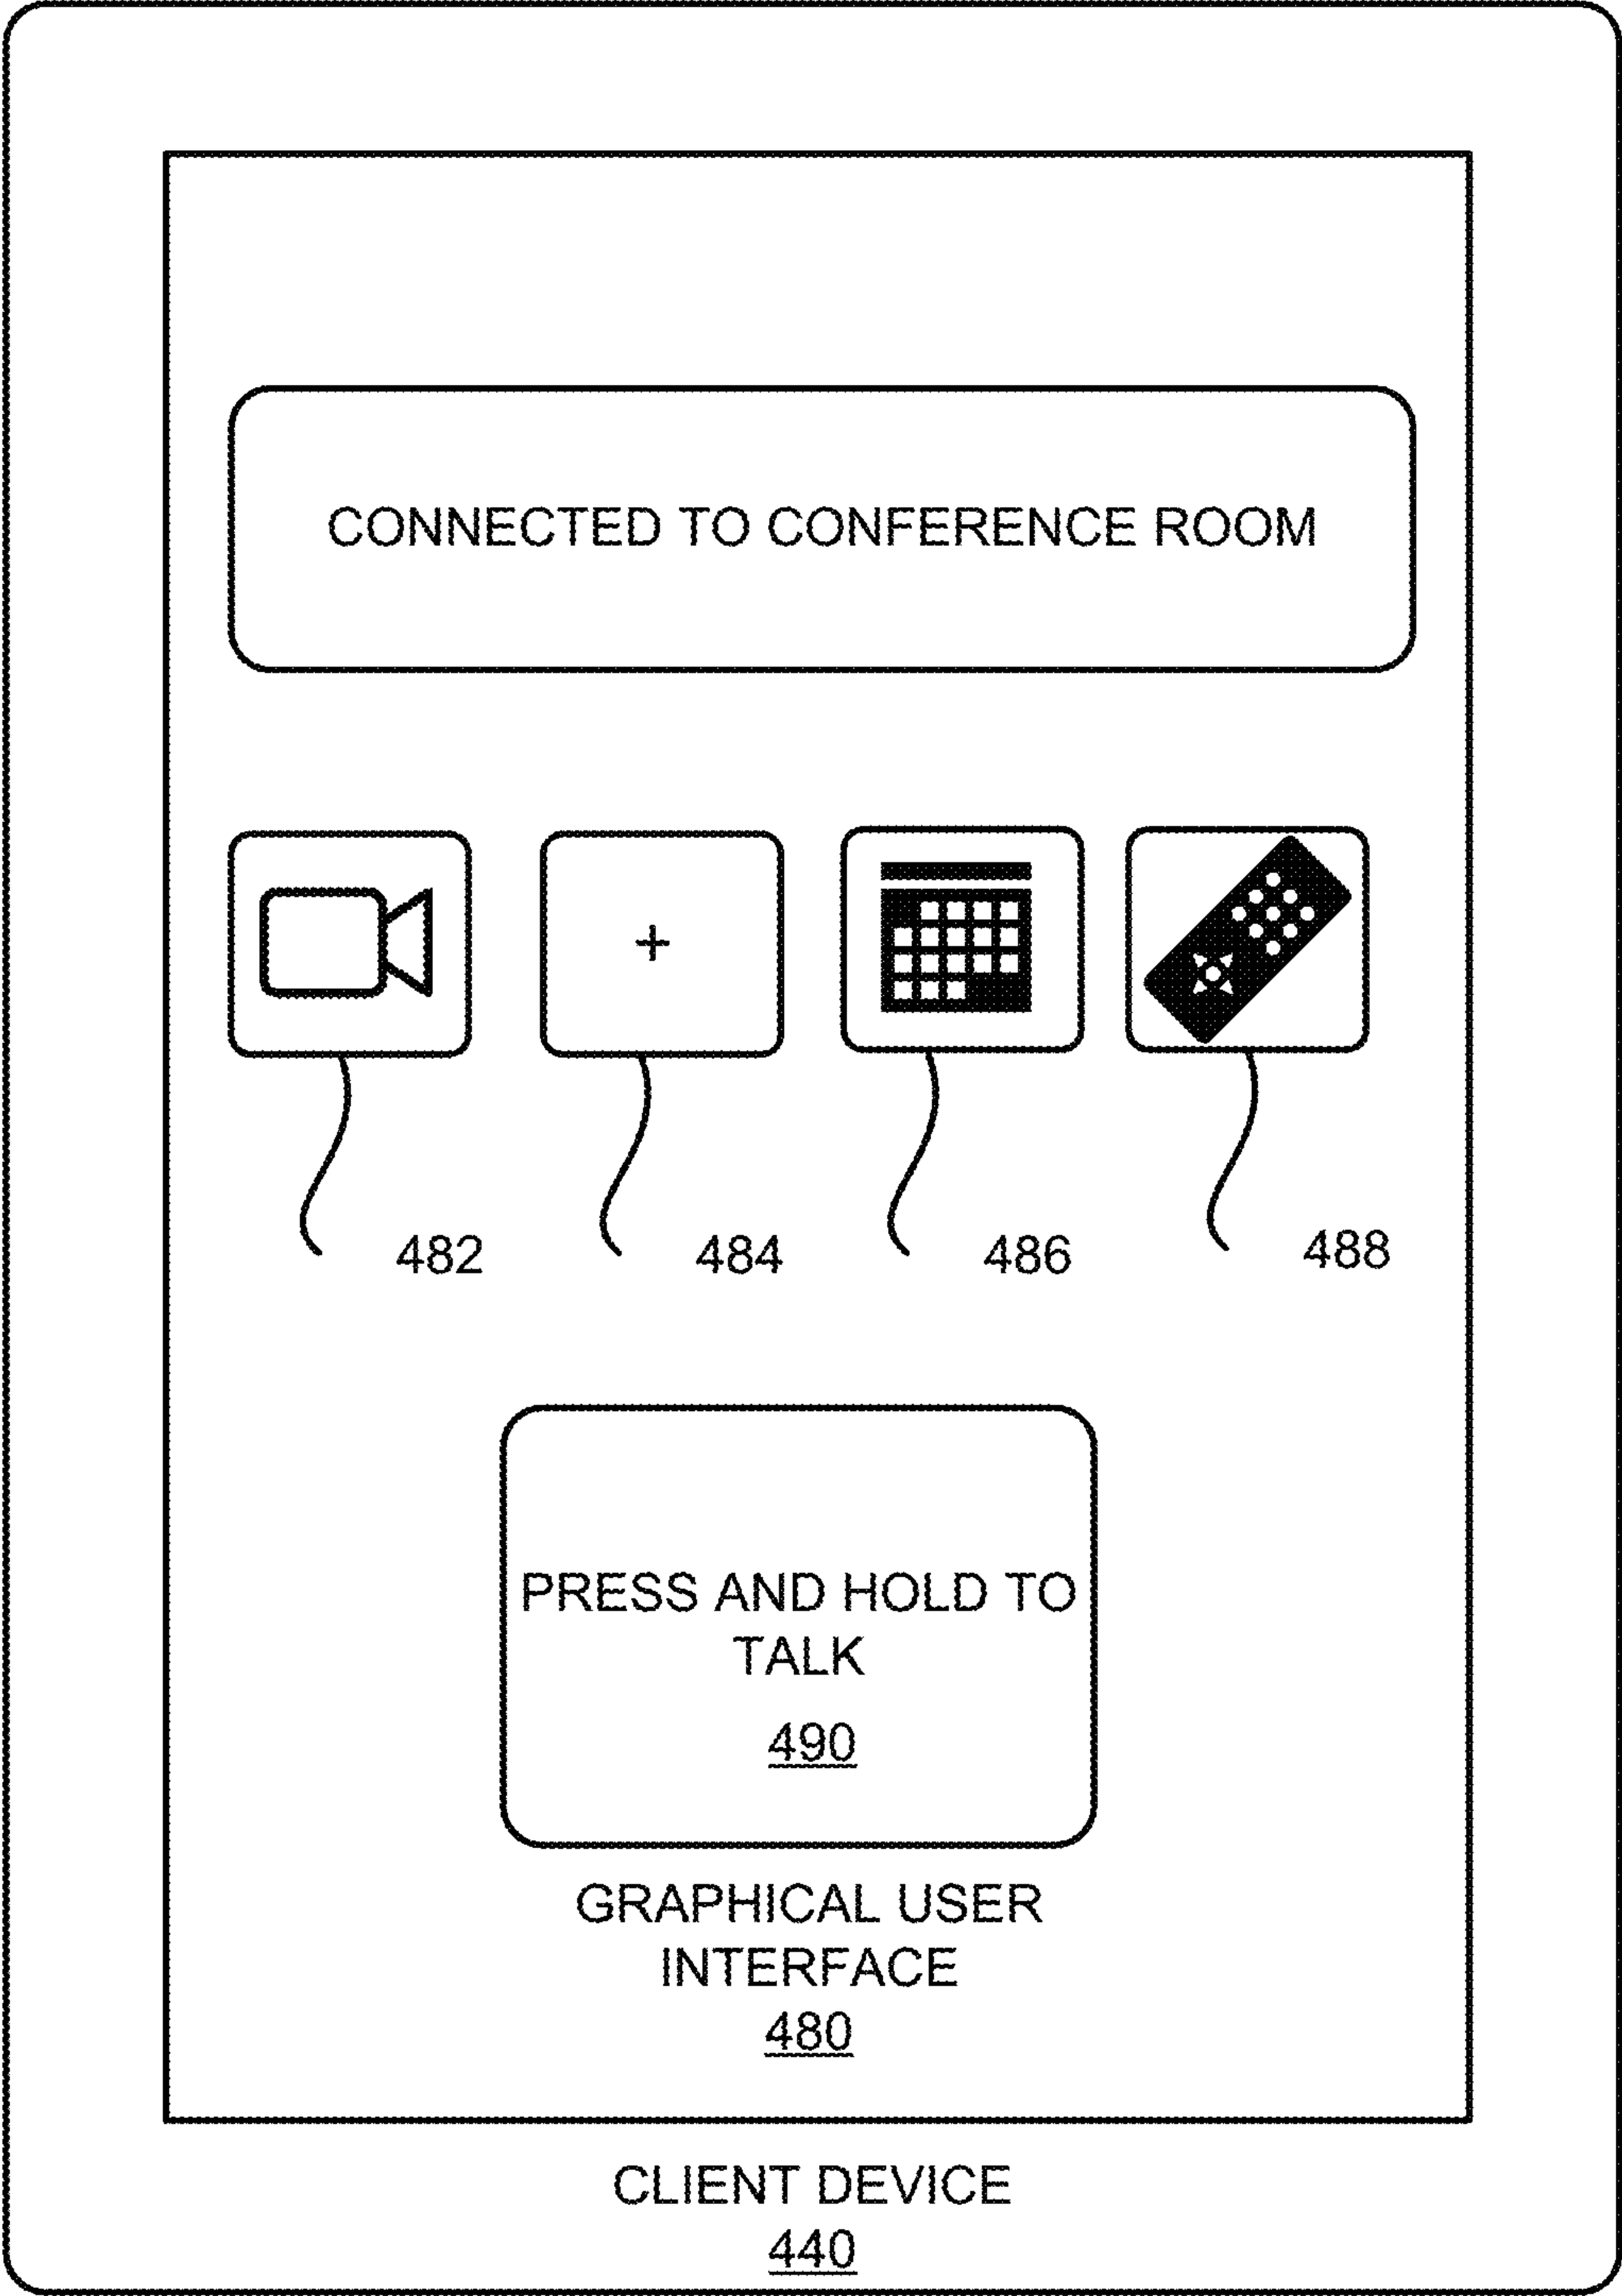 CONNECTED TO CONFERENCE ROOM
+
482 484 486 488
PRESS AND HOLD TO
TALK
490
GRAPHICAL USER
INTERFACE
480
CLIENT DEVICE
440